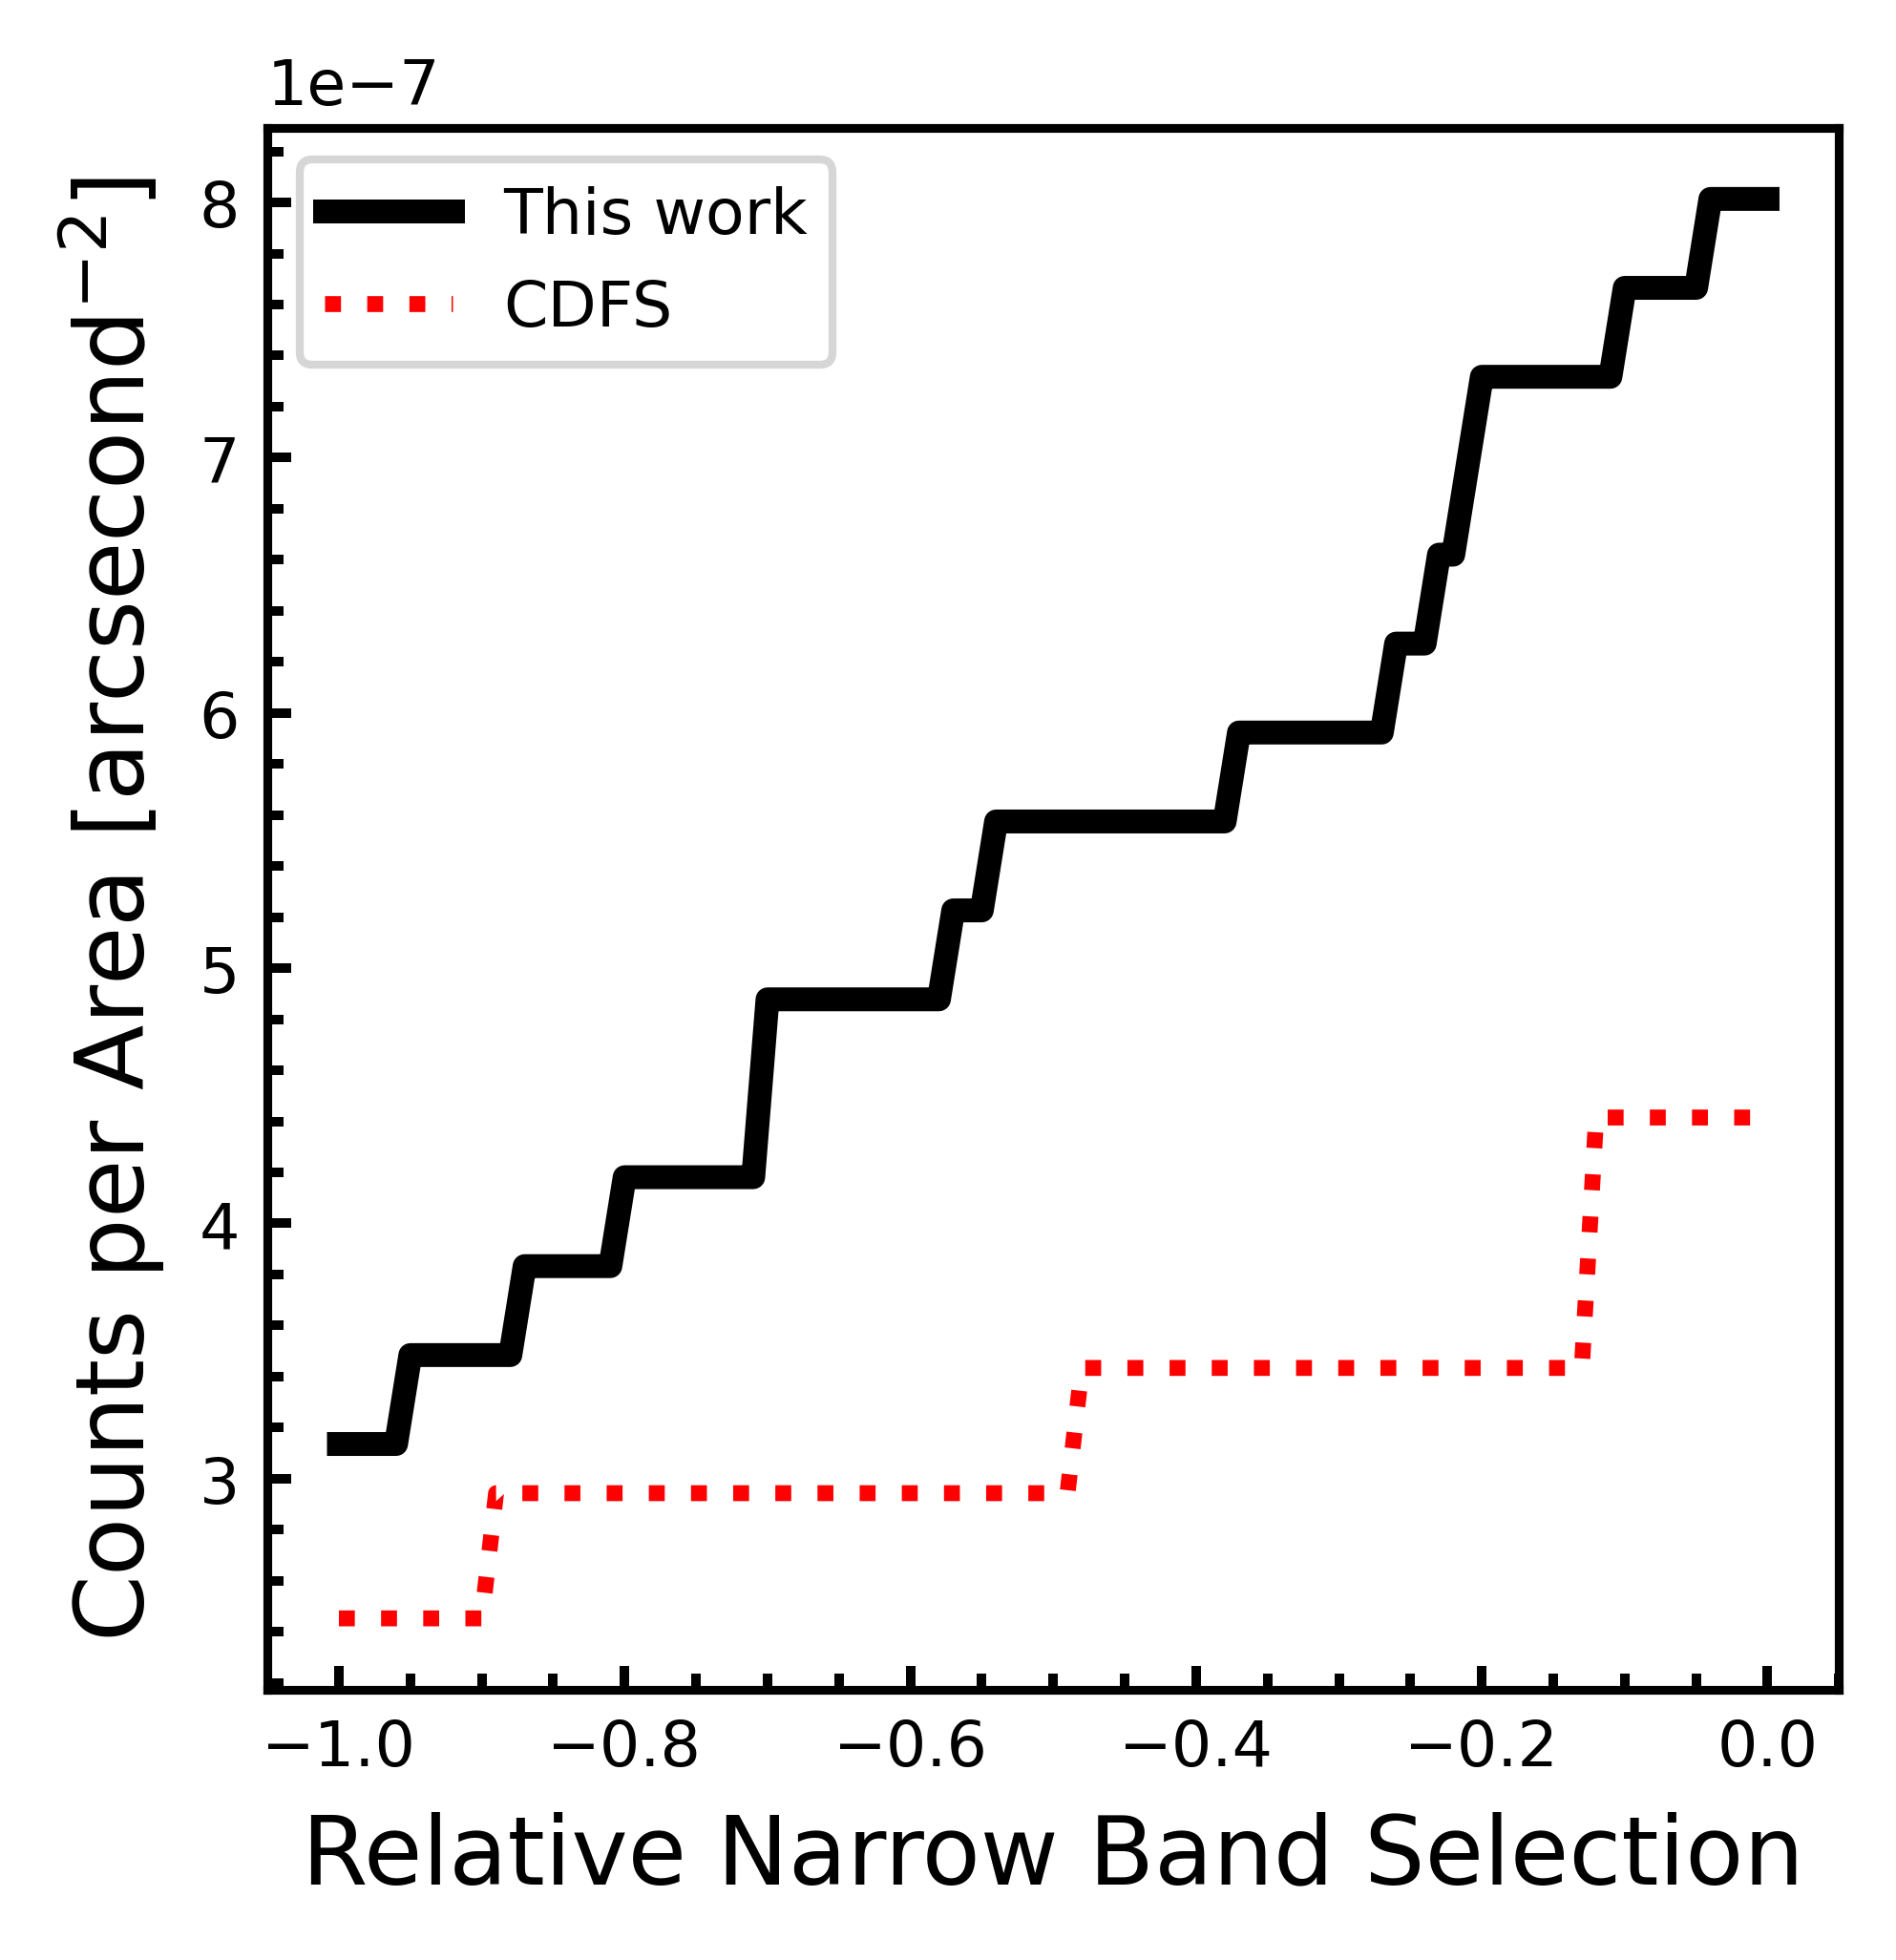 1e−7
This work
CDFS
Counts per Area [arcsecond⁻²]
8
7
6
5
4
3
−1.0 −0.8 −0.6 −0.4 −0.2 0.0
Relative Narrow Band Selection